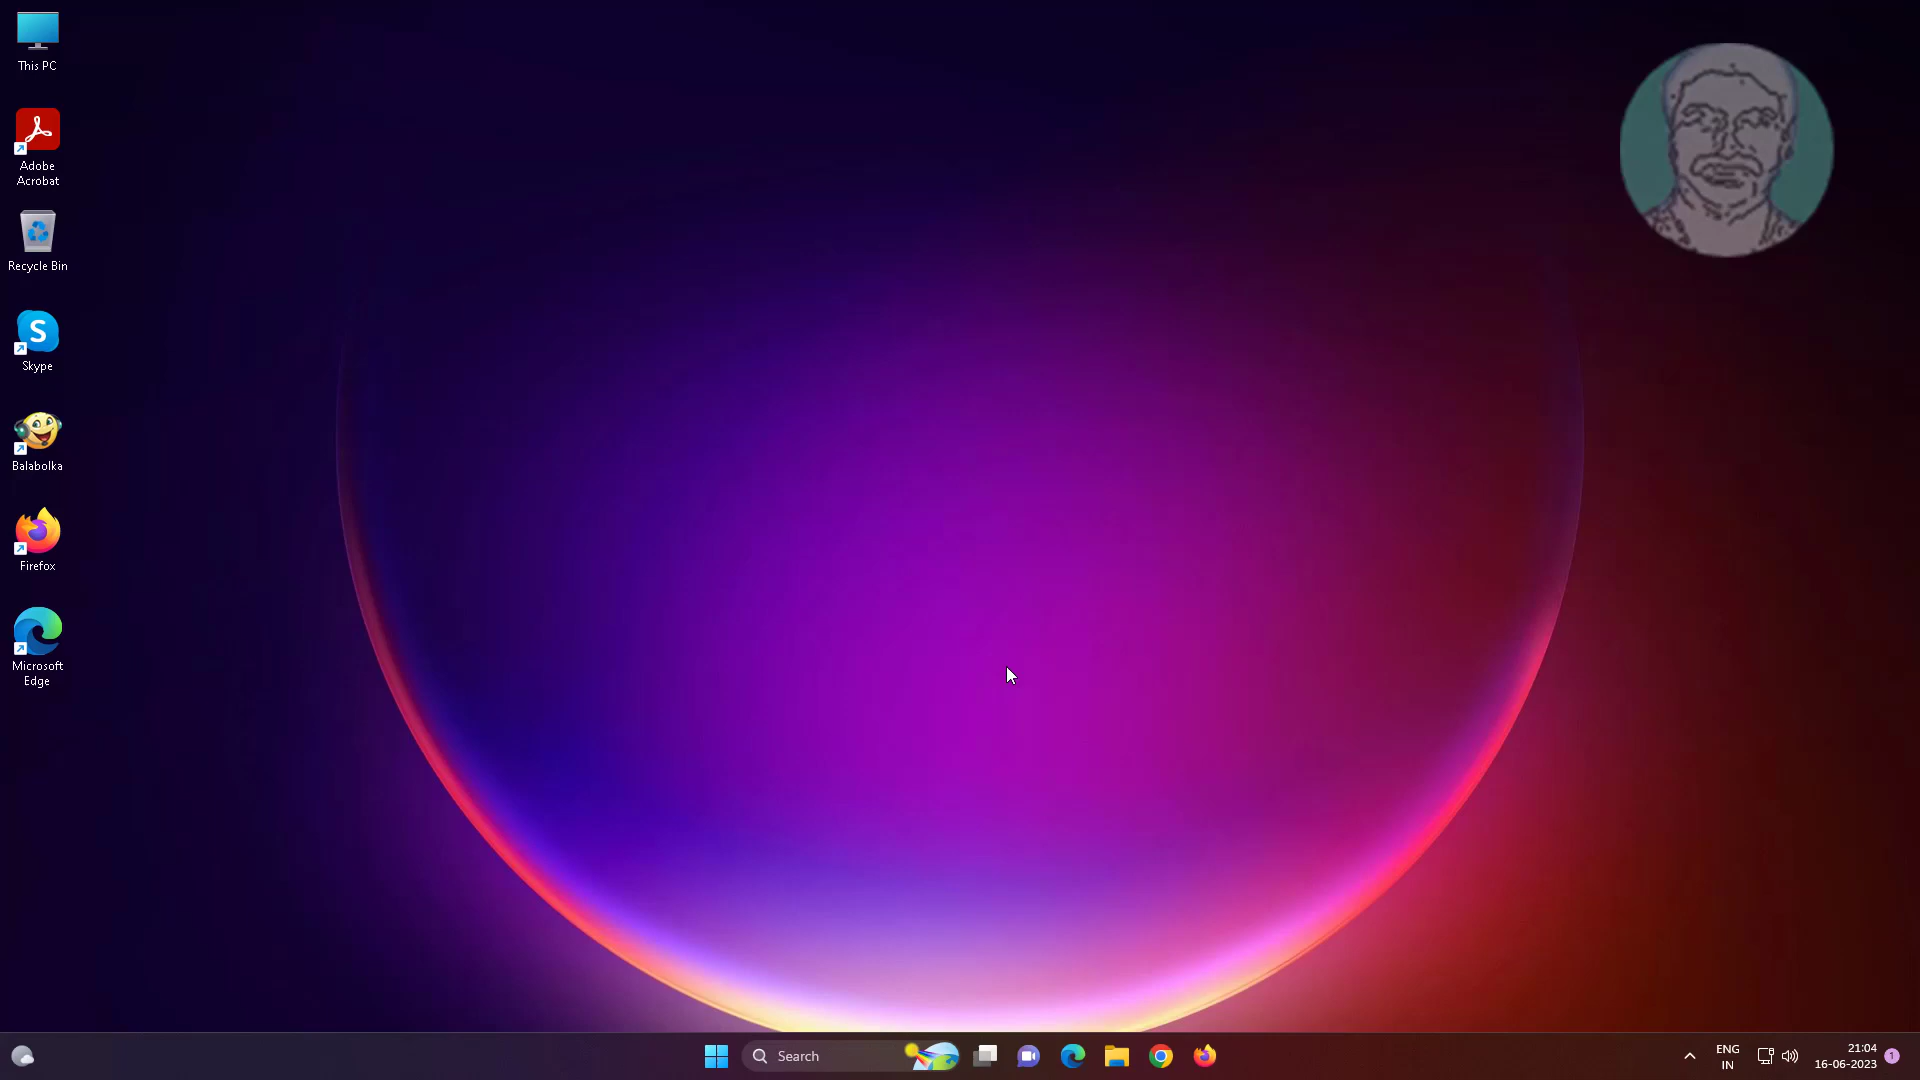 This PC
Adobe
Acrobat
Recycle Bin
S
Skype
Balabolka
Firefox
Microsoft
Edge
Search
ENG
IN
21:04
16-06-2023
1